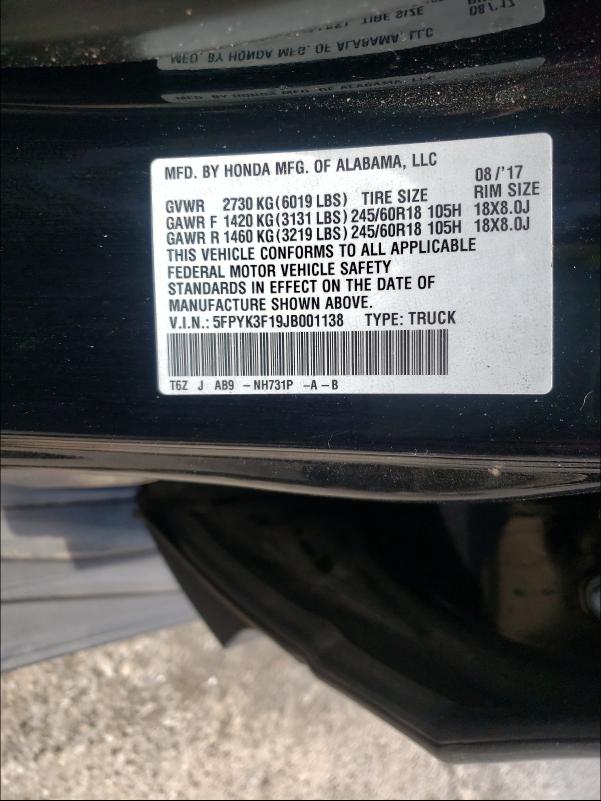 MFD. BY HONDA MFG. OF ALABAMA, LLC 08/'17
GVWR 2730 KG(6019 LBS) TIRE SIZE RIM SIZE
GAWR F 1420 KG(3131 LBS) 245/60R18 105H 18X8.0J
GAWR R 1460 KG(3219 LBS) 245/60R18 105H 18X8.0J
THIS VEHICLE CONFORMS TO ALL APPLICABLE
FEDERAL MOTOR VEHICLE SAFETY
STANDARDS IN EFFECT ON THE DATE OF
MANUFACTURE SHOWN ABOVE.
V.I.N.: 5FPYK3F19JB001138 TYPE: TRUCK
T6Z J AB9 -NH731P -A-B